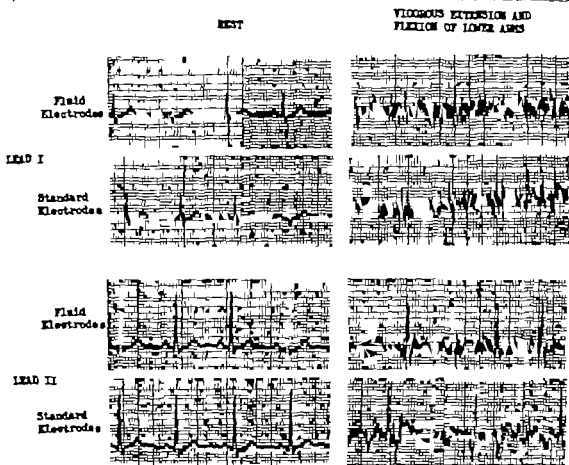 REST
VIGOROUS EXTENSION AND
FLEXION OF LOWER ARMS
Fluid
Electrodes
LEAD I
Standard
Electrodes
Fluid
Electrodes
LEAD II
Standard
Electrodes